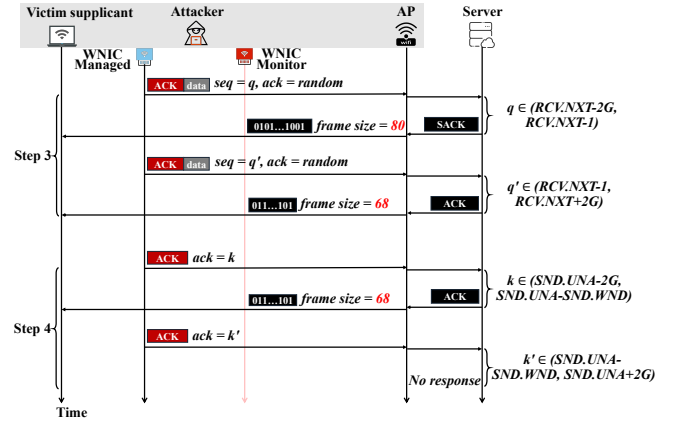 Victim supplicant
Attacker
AP
Server
WNIC
Managed
WNIC
Monitor
wifi
ACK data seq = q, ack = random
0101...1001 frame size = 80
SACK
q ∈ (RCV.NXT-2G,
RCV.NXT-1)
Step 3
ACK data seq = q', ack = random
011...101 frame size = 68
ACK
q' ∈ (RCV.NXT-1,
RCV.NXT+2G)
ACK ack = k
011...101 frame size = 68
ACK
k ∈ (SND.UNA-2G,
SND.UNA-SND.WND)
Step 4
ACK ack = k'
No response
k' ∈ (SND.UNA-
SND.WND, SND.UNA+2G)
Time